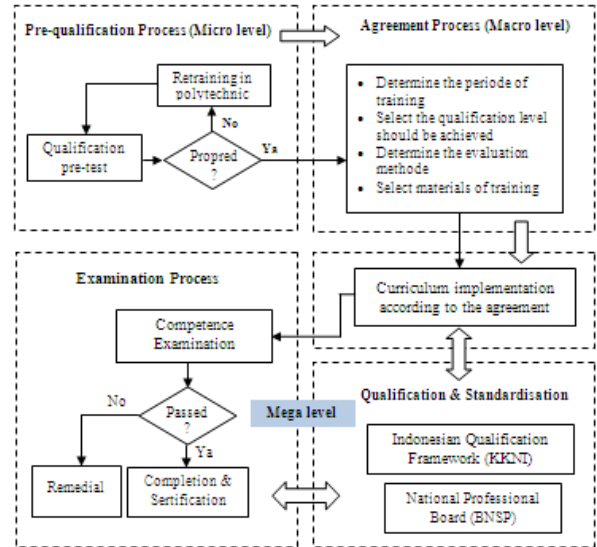 Pre-qualification Process (Micro level)
Retraining in
polytechnic
No
Qualification
pre-test
Propred
?
Ya
Agreement Process (Macro level)
• Determine the periode of
training
• Select the qualification level
should be achieved
• Determine the evaluation
methode
• Select materials of training
Curriculum implementation
according to the agreement
Examination Process
Competence
Examination
No
Passed
?
Ya
Remedial
Completion &
Sertification
Mega level
Qualification & Standardisation
Indonesian Qualification
Framework (KKNI)
National Professional
Board (BNSP)